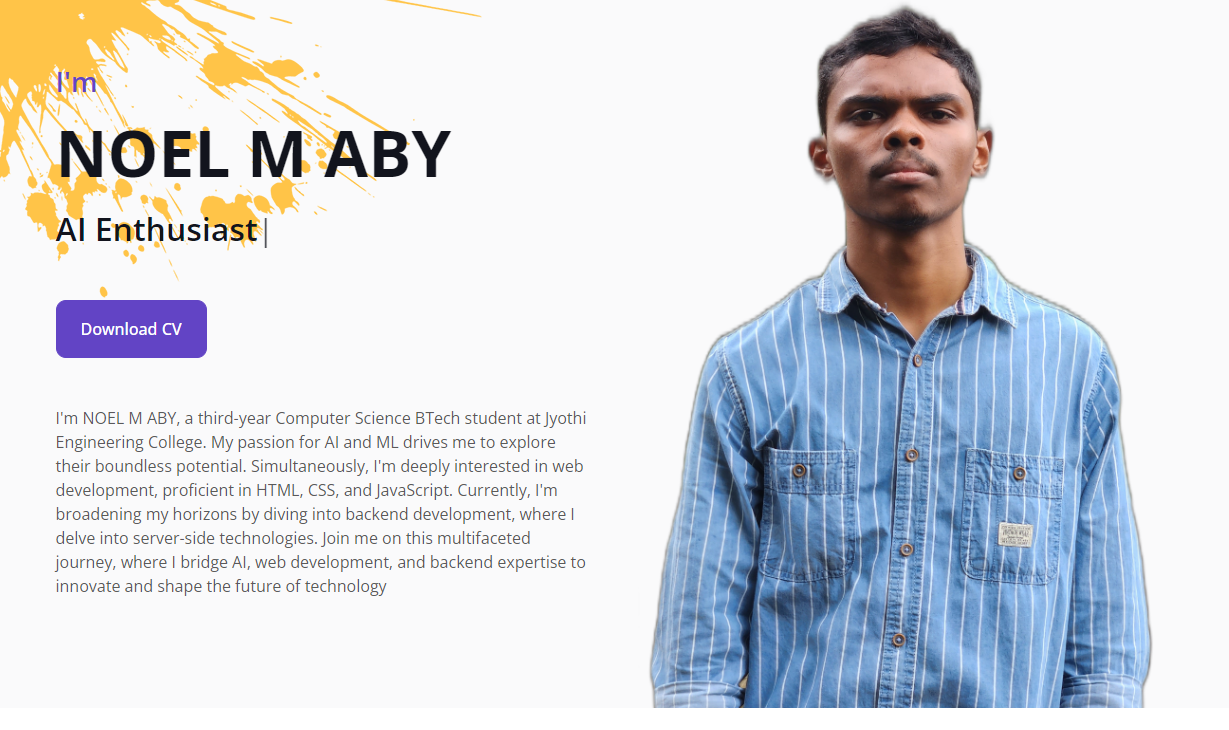 I'm
NOEL M ABY
AI Enthusiast
Download CV
I'm NOEL M ABY, a third-year Computer Science BTech student at Jyothi
Engineering College. My passion for AI and ML drives me to explore
their boundless potential. Simultaneously, I'm deeply interested in web
development, proficient in HTML, CSS, and JavaScript. Currently, I'm
broadening my horizons by diving into backend development, where I
delve into server-side technologies. Join me on this multifaceted
journey, where I bridge AI, web development, and backend expertise to
innovate and shape the future of technology